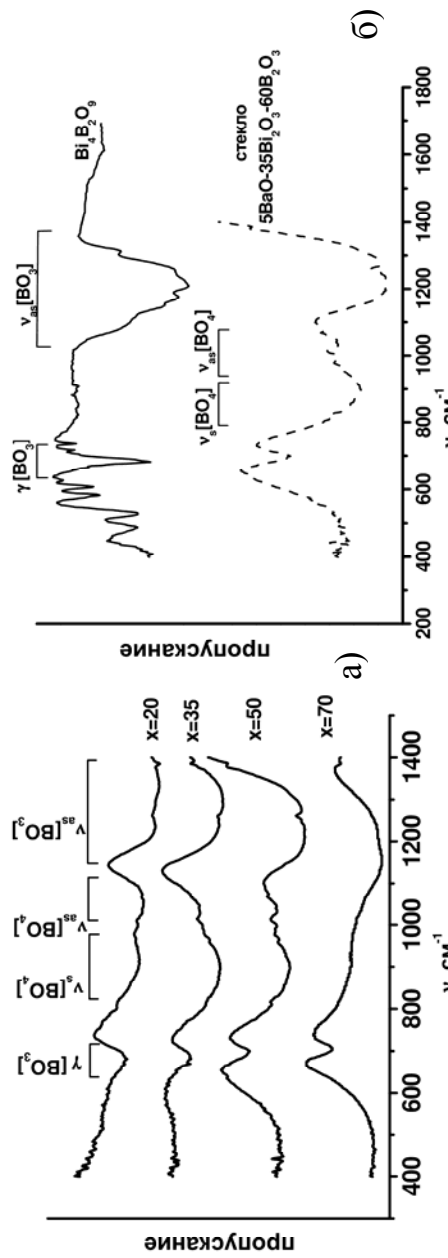 пропускание
γ [BO₃]
νₛ[BO₄]
νₐₛ[BO₄]
νₐₛ[BO₃]
x=20
x=35
x=50
x=70
400
600
800
1000
1200
1400
ν, см⁻¹
а)
пропускание
γ [BO₃]
νₐₛ[BO₃]
Bi₄B₂O₉
νₛ[BO₄]
νₐₛ[BO₄]
стекло
5BaO-35Bi₂O₃-60B₂O₃
200
400
600
800
1000
1200
1400
1600
1800
ν, см⁻¹
б)